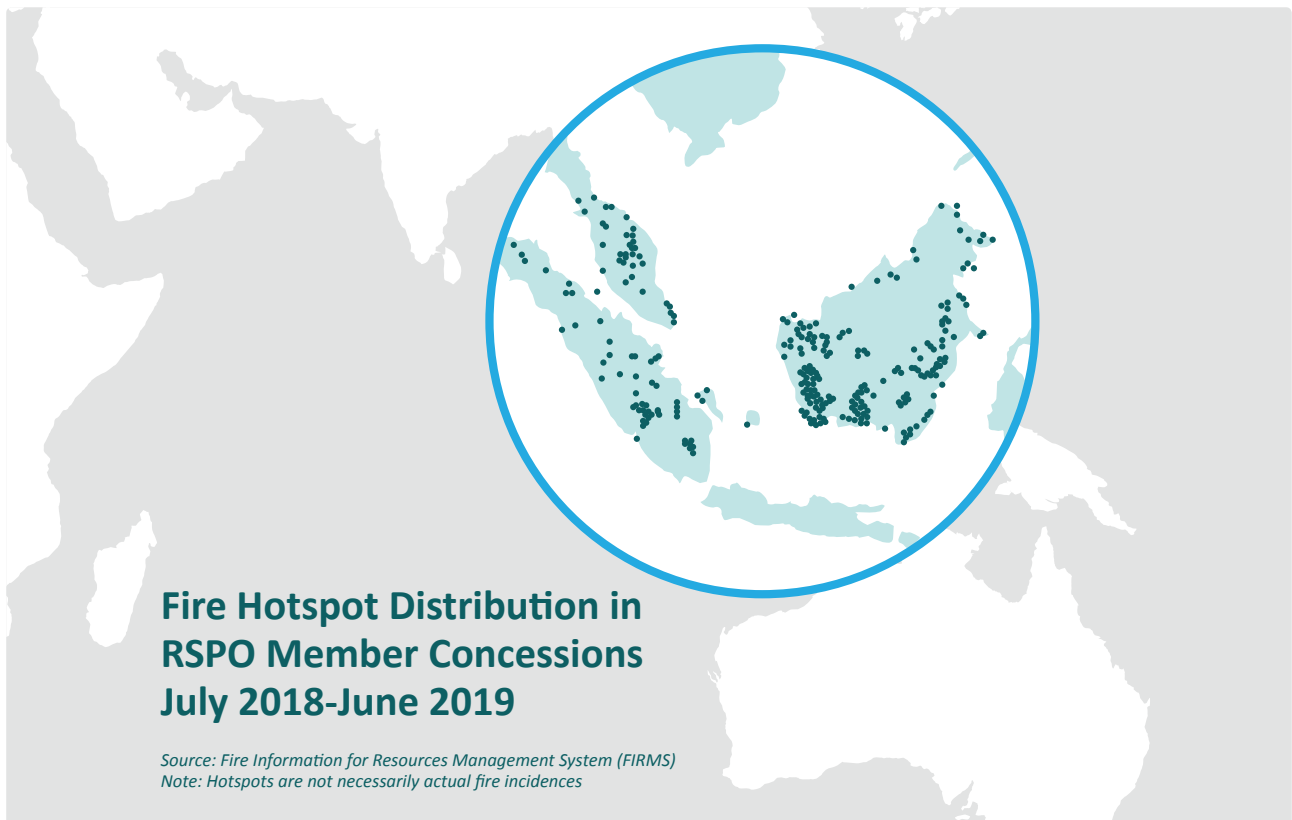 Fire Hotspot Distribution in
RSPO Member Concessions
July 2018-June 2019
Source: Fire Information for Resources Management System (FIRMS)
Note: Hotspots are not necessarily actual fire incidences